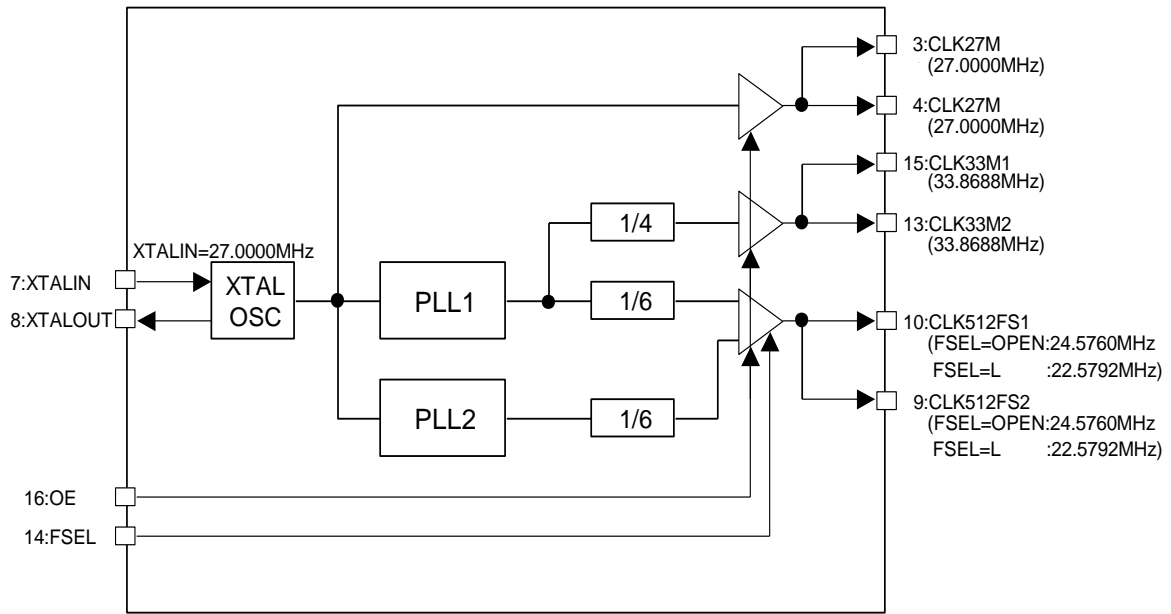 3:CLK27M
(27.0000MHz)
4:CLK27M
(27.0000MHz)
15:CLK33M1
(33.8688MHz)
1/4
13:CLK33M2
(33.8688MHz)
XTALIN=27.0000MHz
7:XTALIN
XTAL
OSC
PLL1
1/6
8:XTALOUT
10:CLK512FS1
(FSEL=OPEN:24.5760MHz
FSEL=L :22.5792MHz)
PLL2
1/6
9:CLK512FS2
(FSEL=OPEN:24.5760MHz
FSEL=L :22.5792MHz)
16:OE
14:FSEL